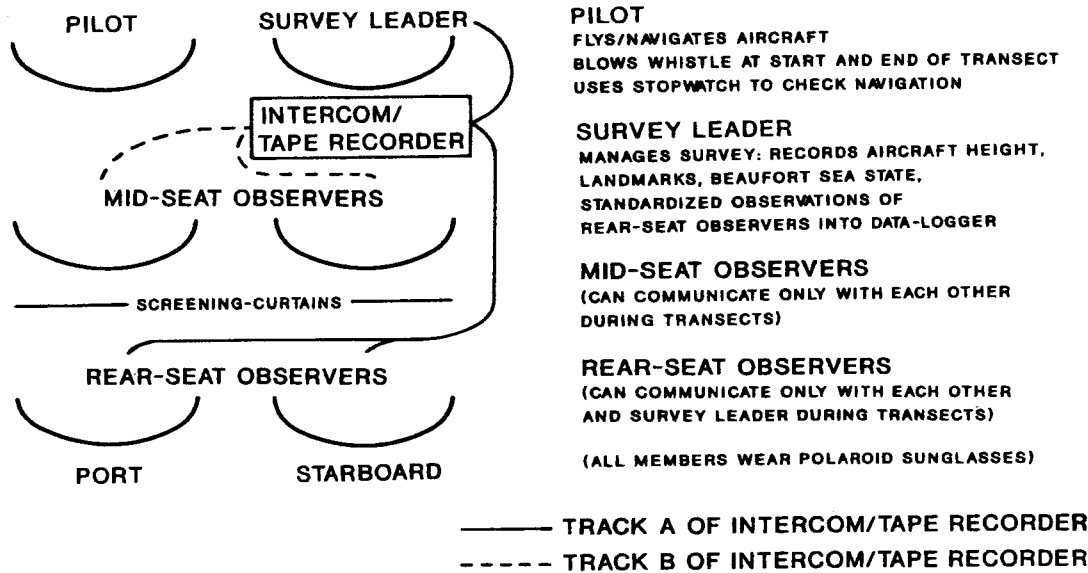 PILOT
SURVEY LEADER
INTERCOM/
TAPE RECORDER
MID-SEAT OBSERVERS
SCREENING-CURTAINS
REAR-SEAT OBSERVERS
PORT
STARBOARD
PILOT
FLYS/NAVIGATES AIRCRAFT
BLOWS WHISTLE AT START AND END OF TRANSECT
USES STOPWATCH TO CHECK NAVIGATION
SURVEY LEADER
MANAGES SURVEY: RECORDS AIRCRAFT HEIGHT,
LANDMARKS, BEAUFORT SEA STATE,
STANDARDIZED OBSERVATIONS OF
REAR-SEAT OBSERVERS INTO DATA-LOGGER
MID-SEAT OBSERVERS
(CAN COMMUNICATE ONLY WITH EACH OTHER
DURING TRANSECTS)
REAR-SEAT OBSERVERS
(CAN COMMUNICATE ONLY WITH EACH OTHER
AND SURVEY LEADER DURING TRANSECTS)
(ALL MEMBERS WEAR POLAROID SUNGLASSES)
TRACK A OF INTERCOM/TAPE RECORDER
TRACK B OF INTERCOM/TAPE RECORDER